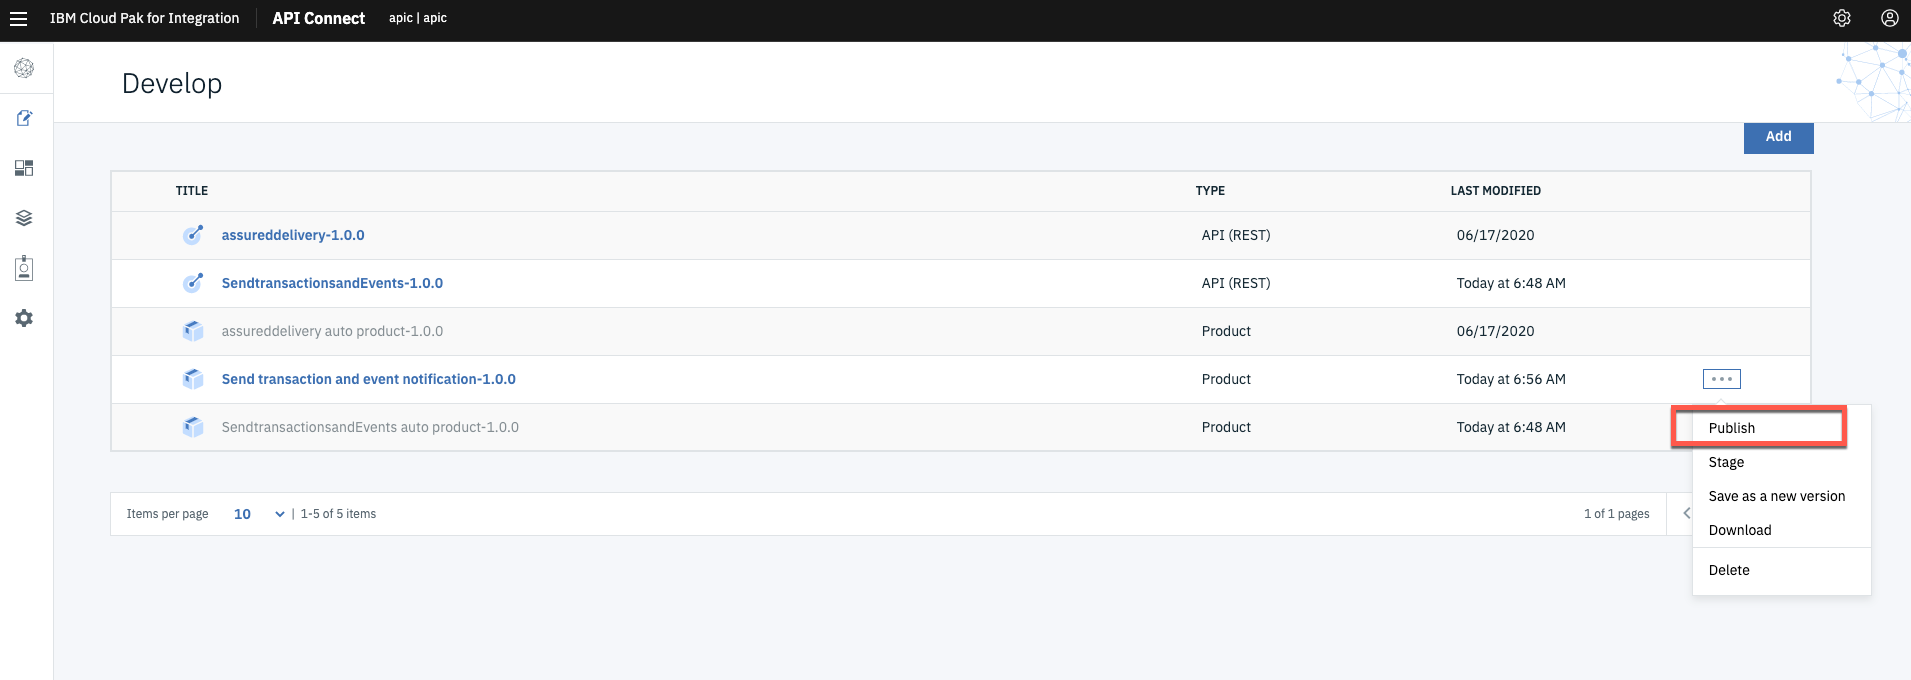 IBM Cloud Pak for Integration API Connect apic | apic
Develop
Add
TITLE TYPE LAST MODIFIED
assureddelivery-1.0.0 API (REST) 06/17/2020
SendtransactionsandEvents-1.0.0 API (REST) Today at 6:48 AM
assureddelivery auto product-1.0.0 Product 06/17/2020
Send transaction and event notification-1.0.0 Product Today at 6:56 AM
SendtransactionsandEvents auto product-1.0.0 Product Today at 6:48 AM
Publish
Stage
Save as a new version
Download
Delete
Items per page 10 | 1-5 of 5 items 1 of 1 pages